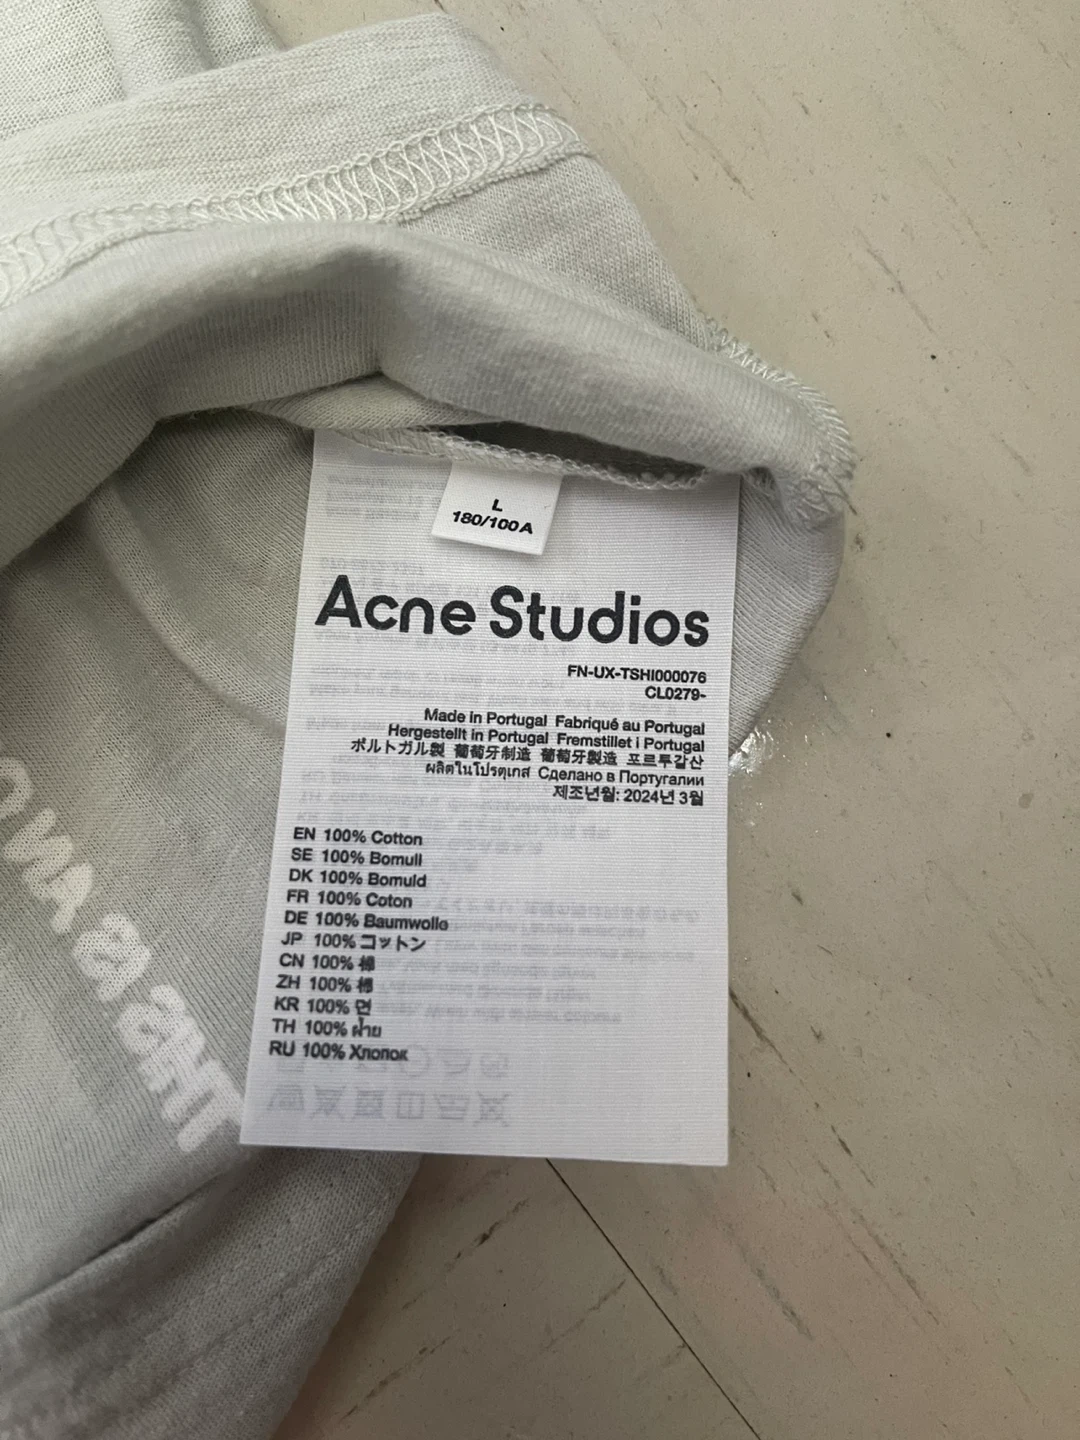 L
180/100A
Acne Studios
FN-UX-TSHI000076
CL0279-
Made in Portugal Fabriqué au Portugal
Hergestellt in Portugal Fremstillet i Portugal
ポルトガル製 葡萄牙制造 葡萄牙製造 포르투갈산
ผลิตในโปรตุเกส Сделано в Португалии
제조년월: 2024년 3월
EN 100% Cotton
SE 100% Bomull
DK 100% Bomuld
FR 100% Coton
DE 100% Baumwolle
JP 100% コットン
CN 100% 棉
ZH 100% 棉
KR 100% 면
TH 100% ฝ้าย
RU 100% Хлопок